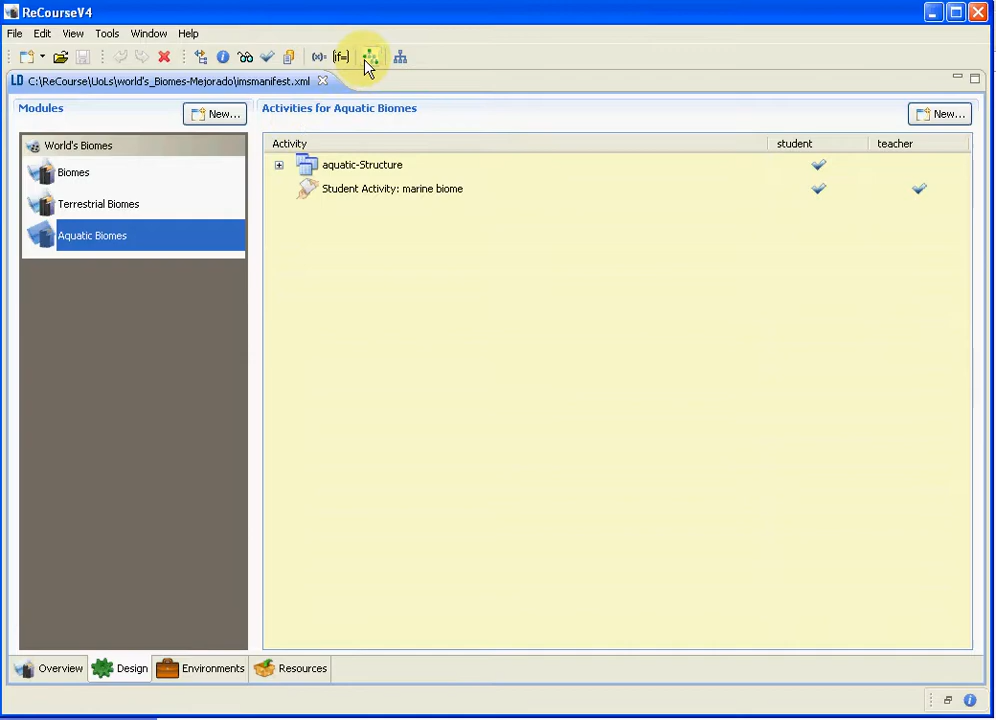 ReCourseV4
File Edit View Tools Window Help
(x)= (if=)
LD C:\ReCourse\UoLs\world's_Biomes-Mejorado\imsmanifest.xml
Modules New... Activities for Aquatic Biomes New...
World's Biomes
Biomes
Terrestrial Biomes
Aquatic Biomes
Activity student teacher
aquatic-Structure
Student Activity: marine biome
Overview Design Environments Resources